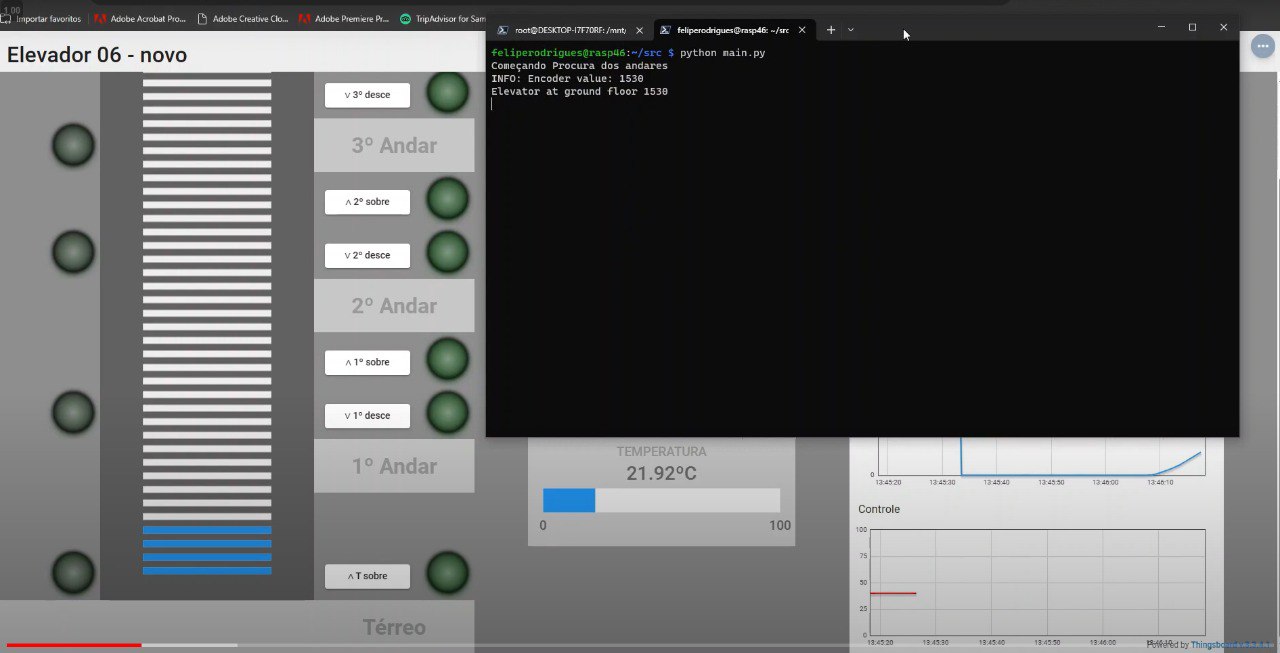 1.00
Importar favoritos
Adobe Acrobat Pro...
Adobe Creative Clo...
Adobe Premiere Pr...
TripAdvisor for Sam
root@DESKTOP-I7F70RF: /mnt/
feliperodrigues@rasp46: ~/src
feliperodrigues@rasp46:~/src $ python main.py
Começando Procura dos andares
INFO: Encoder value: 1530
Elevator at ground floor 1530
Elevador 06 - novo
v 3º desce
3º Andar
ʌ 2º sobre
v 2º desce
2º Andar
ʌ 1º sobre
v 1º desce
1º Andar
ʌ T sobre
Térreo
TEMPERATURA
21.92ºC
0 100
0
13:45:20 13:45:30 13:45:40 13:45:50 13:46:00 13:46:10
Controle
100
75
50
25
0
13:45:20 13:45:30 13:45:40 13:45:50 13:46:00 13:46:10
Powered by Thingsboard v.3.3.4.1